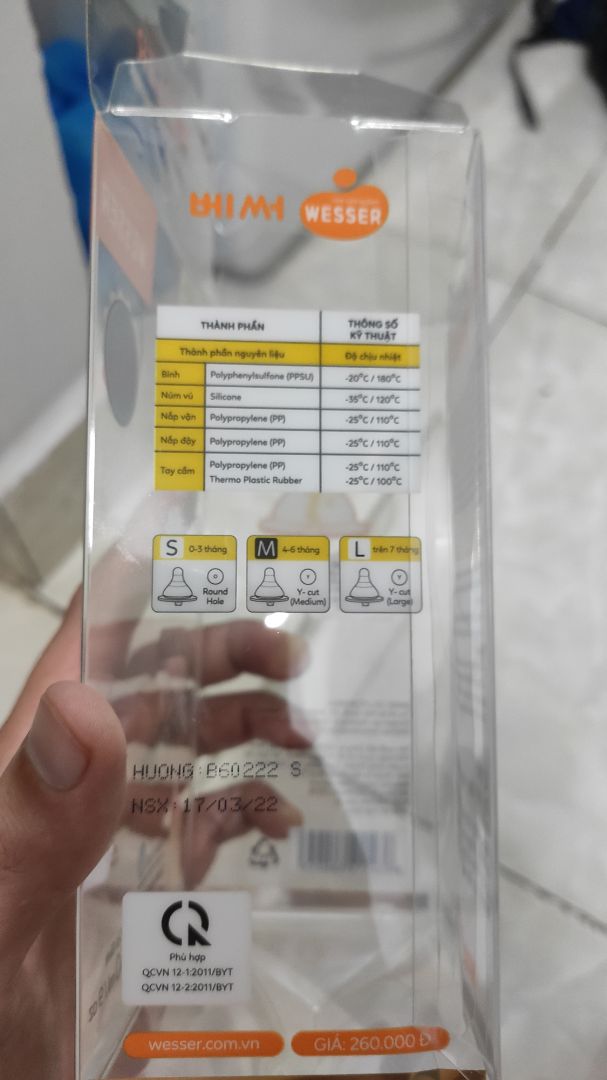 WESSER
THÀNH PHẦN
THÔNG SỐ
KỸ THUẬT
Thành phần nguyên liệu
Độ chịu nhiệt
Bình Polyphenylsulfone (PPSU) -20°C / 180°C
Núm vú Silicone -35°C / 120°C
Nắp vặn Polypropylene (PP) -25°C / 110°C
Nắp đậy Polypropylene (PP) -25°C / 110°C
Tay cầm Polypropylene (PP) -25°C / 110°C
Thermo Plastic Rubber -25°C / 100°C
S 0-3 tháng
Round
Hole
M 4-6 tháng
Y- cut
(Medium)
L trên 7 tháng
Y- cut
(Large)
HUONG:B60222 S
NSX:17/03/22
Phù hợp
QCVN 12-1:2011/BYT
QCVN 12-2:2011/BYT
wesser.com.vn
GIÁ: 260.000 Đ